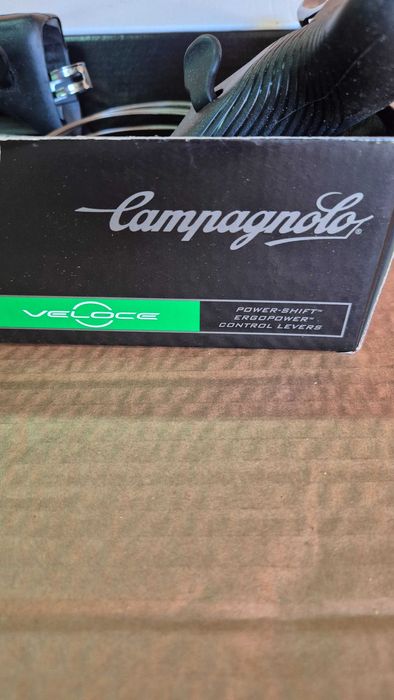 Campagnolo
VELOCE
POWER-SHIFT™
ERGOPOWER™
CONTROL LEVERS